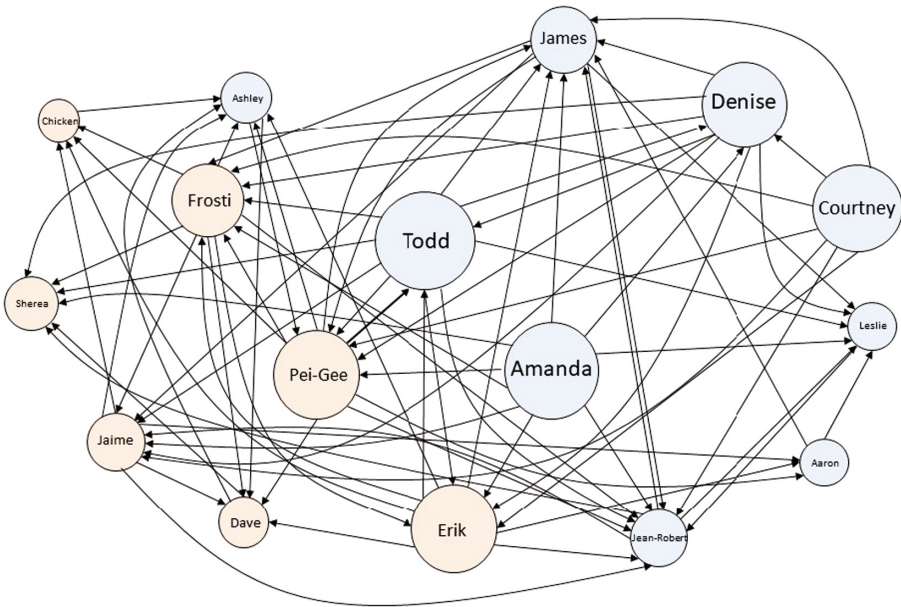 James
Denise
Ashley
Chicken
Frosti
Courtney
Todd
Sherea
Leslie
Pei-Gee
Amanda
Jaime
Aaron
Dave
Erik
Jean-Robert